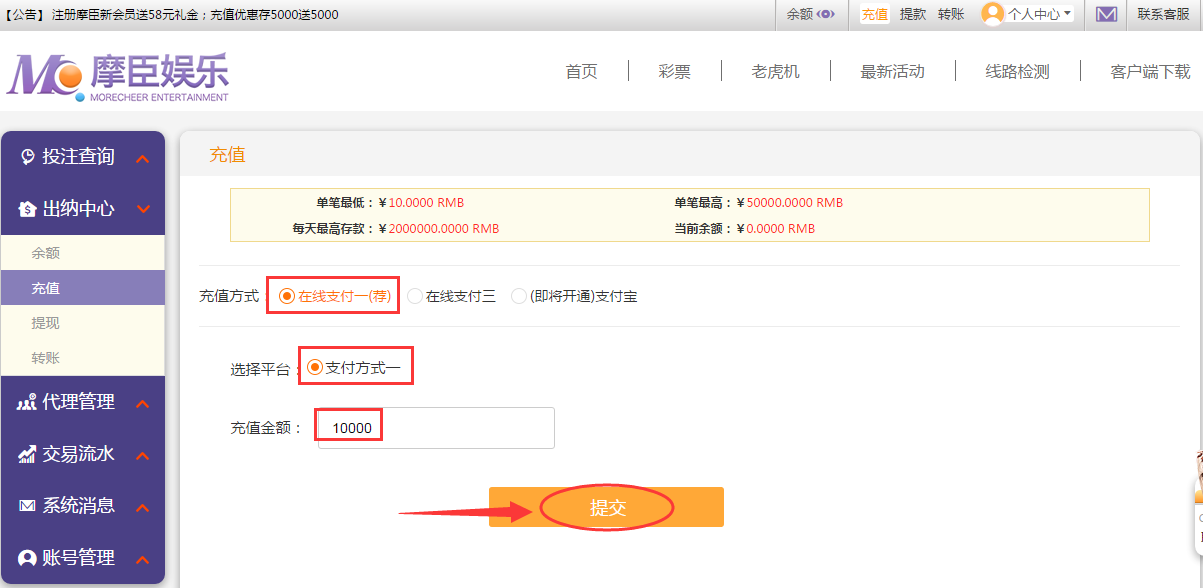 【公告】 注册摩臣新会员送58元礼金；充值优惠存5000送5000
余额 充值 提款 转账 个人中心 联系客服
摩臣娱乐
MORECHEER ENTERTAINMENT
首页 彩票 老虎机 最新活动 线路检测 客户端下载
投注查询
出纳中心
余额
充值
提现
转账
代理管理
交易流水
系统消息
账号管理
充值
单笔最低：￥10.0000 RMB 单笔最高：￥50000.0000 RMB
每天最高存款：￥2000000.0000 RMB 当前余额：￥0.0000 RMB
充值方式 在线支付一(荐) 在线支付三 (即将开通)支付宝
选择平台： 支付方式一
充值金额： 10000
提交